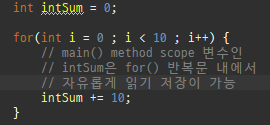 int intSum = 0;
for(int i = 0 ; i < 10 ; i++) {
// main() method scope 변수인
// intSum은 for() 반복문 내에서
// 자유롭게 읽기 저장이 가능
intSum += 10;
}